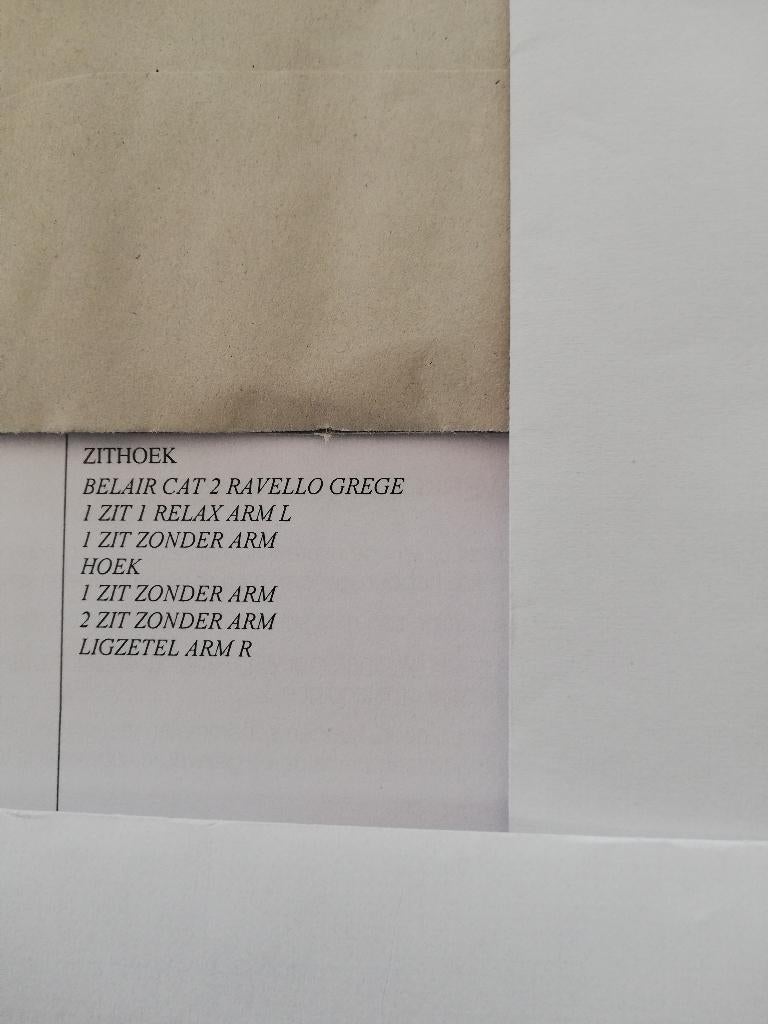 ZITHOEK
BELAIR CAT 2 RAVELLO GREGE
1 ZIT 1 RELAX ARM L
1 ZIT ZONDER ARM
HOEK
1 ZIT ZONDER ARM
2 ZIT ZONDER ARM
LIGZETEL ARM R